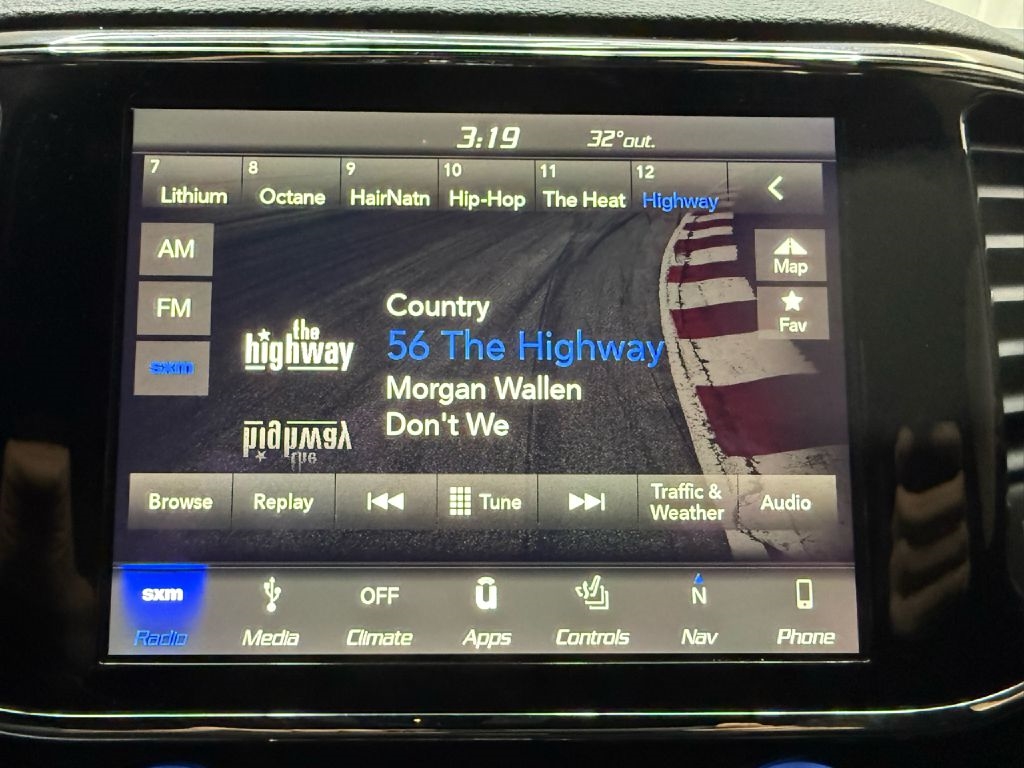 3:19 32° out.
7 8 9 10 11 12
Lithium Octane HairNatn Hip-Hop The Heat Highway
AM
Map
FM
Fav
sxm
the
highway
Country
56 The Highway
Morgan Wallen
Don't We
highway
the
Browse Replay Tune Traffic & Weather Audio
sxm OFF ū N
Radio Media Climate Apps Controls Nav Phone